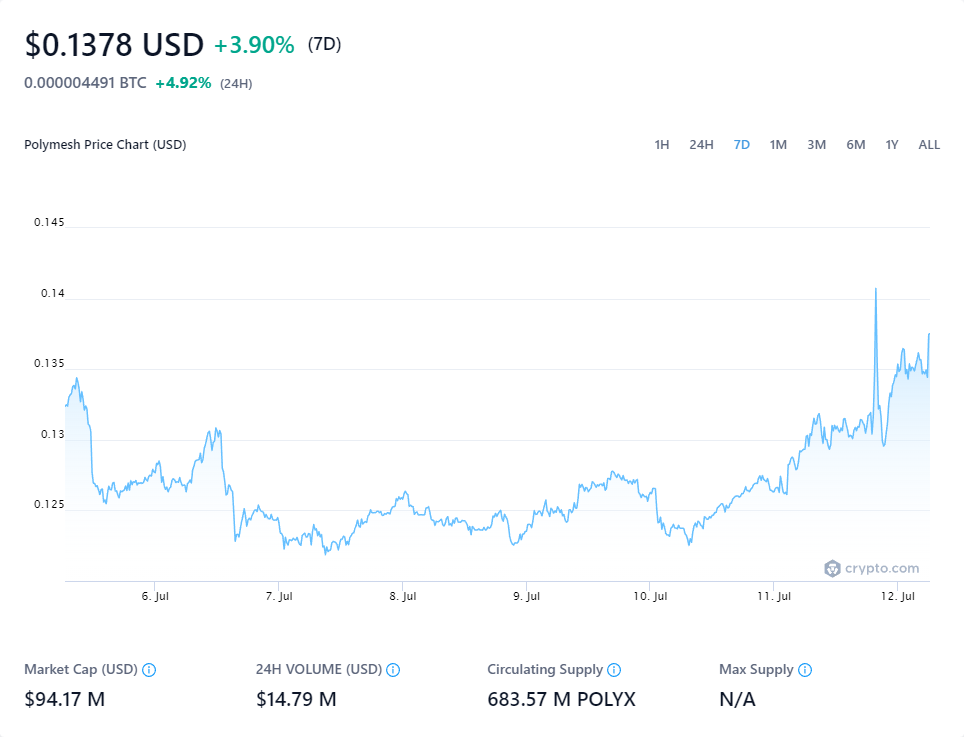 $0.1378 USD +3.90% (7D)
0.000004491 BTC +4.92% (24H)
Polymesh Price Chart (USD) 1H 24H 7D 1M 3M 6M 1Y ALL
0.145
0.14
0.135
0.13
0.125
crypto.com
6. Jul 7. Jul 8. Jul 9. Jul 10. Jul 11. Jul 12. Jul
Market Cap (USD) 24H VOLUME (USD) Circulating Supply Max Supply
$94.17 M $14.79 M 683.57 M POLYX N/A